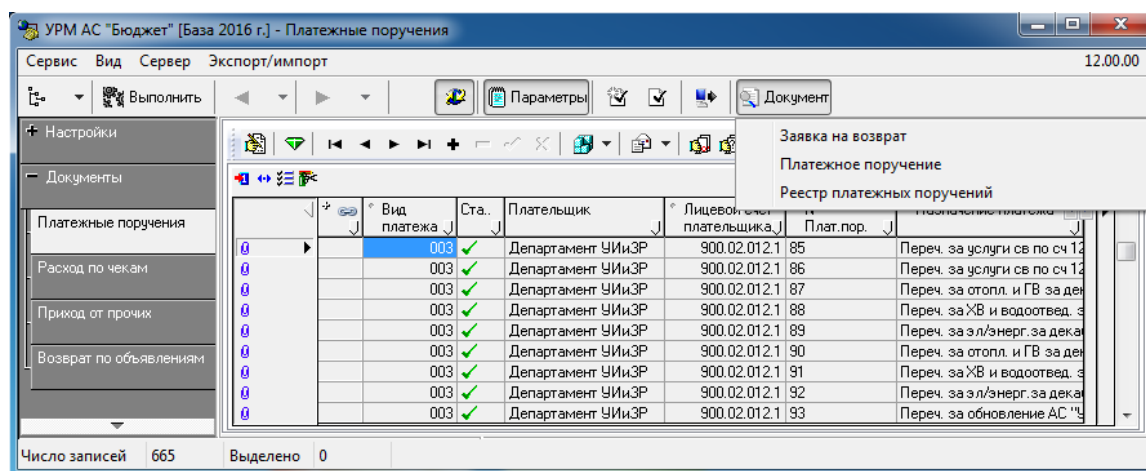 УРМ АС "Бюджет" [База 2016 г.] - Платежные поручения
Сервис Вид Сервер Экспорт/импорт 12.00.00
Выполнить Параметры Документ
Заявка на возврат
Платежное поручение
Реестр платежных поручений
Настройки
Документы
Платежные поручения
Расход по чекам
Приход от прочих
Возврат по объявлениям
Вид платежа Ста.. Плательщик Лицевой счет плательщика N Плат.пор. Назначение платежа
003 Департамент УИиЗР 900.02.012.1 85 Переч. за услуги св по сч 12
003 Департамент УИиЗР 900.02.012.1 86 Переч. за услуги св по сч 12
003 Департамент УИиЗР 900.02.012.1 87 Переч. за отопл. и ГВ за дек
003 Департамент УИиЗР 900.02.012.1 88 Переч. за ХВ и водоотвед. з
003 Департамент УИиЗР 900.02.012.1 89 Переч. за эл/энерг.за дека
003 Департамент УИиЗР 900.02.012.1 90 Переч. за отопл. и ГВ за дек
003 Департамент УИиЗР 900.02.012.1 91 Переч. за ХВ и водоотвед. з
003 Департамент УИиЗР 900.02.012.1 92 Переч. за эл/энерг.за дека
003 Департамент УИиЗР 900.02.012.1 93 Переч. за обновление АС "У
Число записей 665 Выделено 0